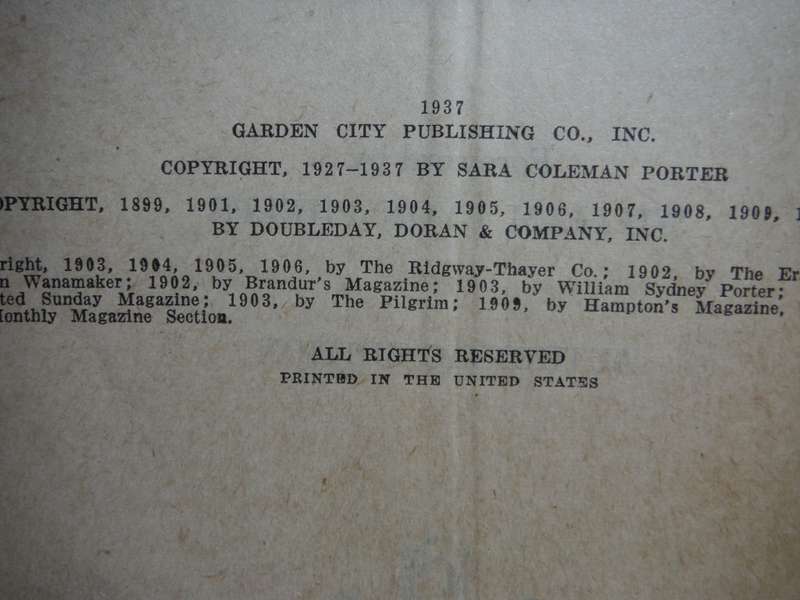 1937
GARDEN CITY PUBLISHING CO., INC.
COPYRIGHT, 1927–1937 BY SARA COLEMAN PORTER
OPYRIGHT, 1899, 1901, 1902, 1903, 1904, 1905, 1906, 1907, 1908, 1909, 1
BY DOUBLEDAY, DORAN & COMPANY, INC.
right, 1903, 1904, 1905, 1906, by The Ridgway-Thayer Co.; 1902, by The Er
n Wanamaker; 1902, by Brandur's Magazine; 1903, by William Sydney Porter;
ted Sunday Magazine; 1903, by The Pilgrim; 1909, by Hampton's Magazine,
Monthly Magazine Section.
ALL RIGHTS RESERVED
PRINTED IN THE UNITED STATES